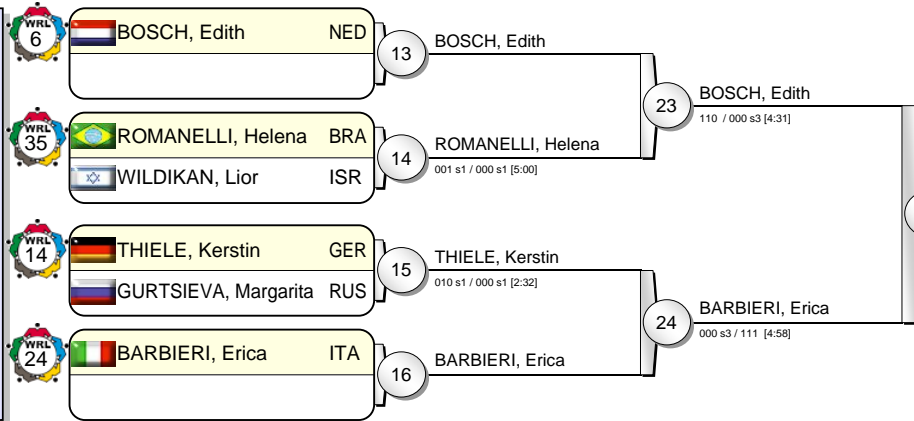 WRL
6
BOSCH, Edith NED
13
BOSCH, Edith
23
BOSCH, Edith
110 / 000 s3 [4:31]
WRL
35
ROMANELLI, Helena BRA
WILDIKAN, Lior ISR
14
ROMANELLI, Helena
001 s1 / 000 s1 [5:00]
WRL
14
THIELE, Kerstin GER
GURTSIEVA, Margarita RUS
15
THIELE, Kerstin
010 s1 / 000 s1 [2:32]
24
BARBIERI, Erica
000 s3 / 111 [4:58]
WRL
24
BARBIERI, Erica ITA
16
BARBIERI, Erica